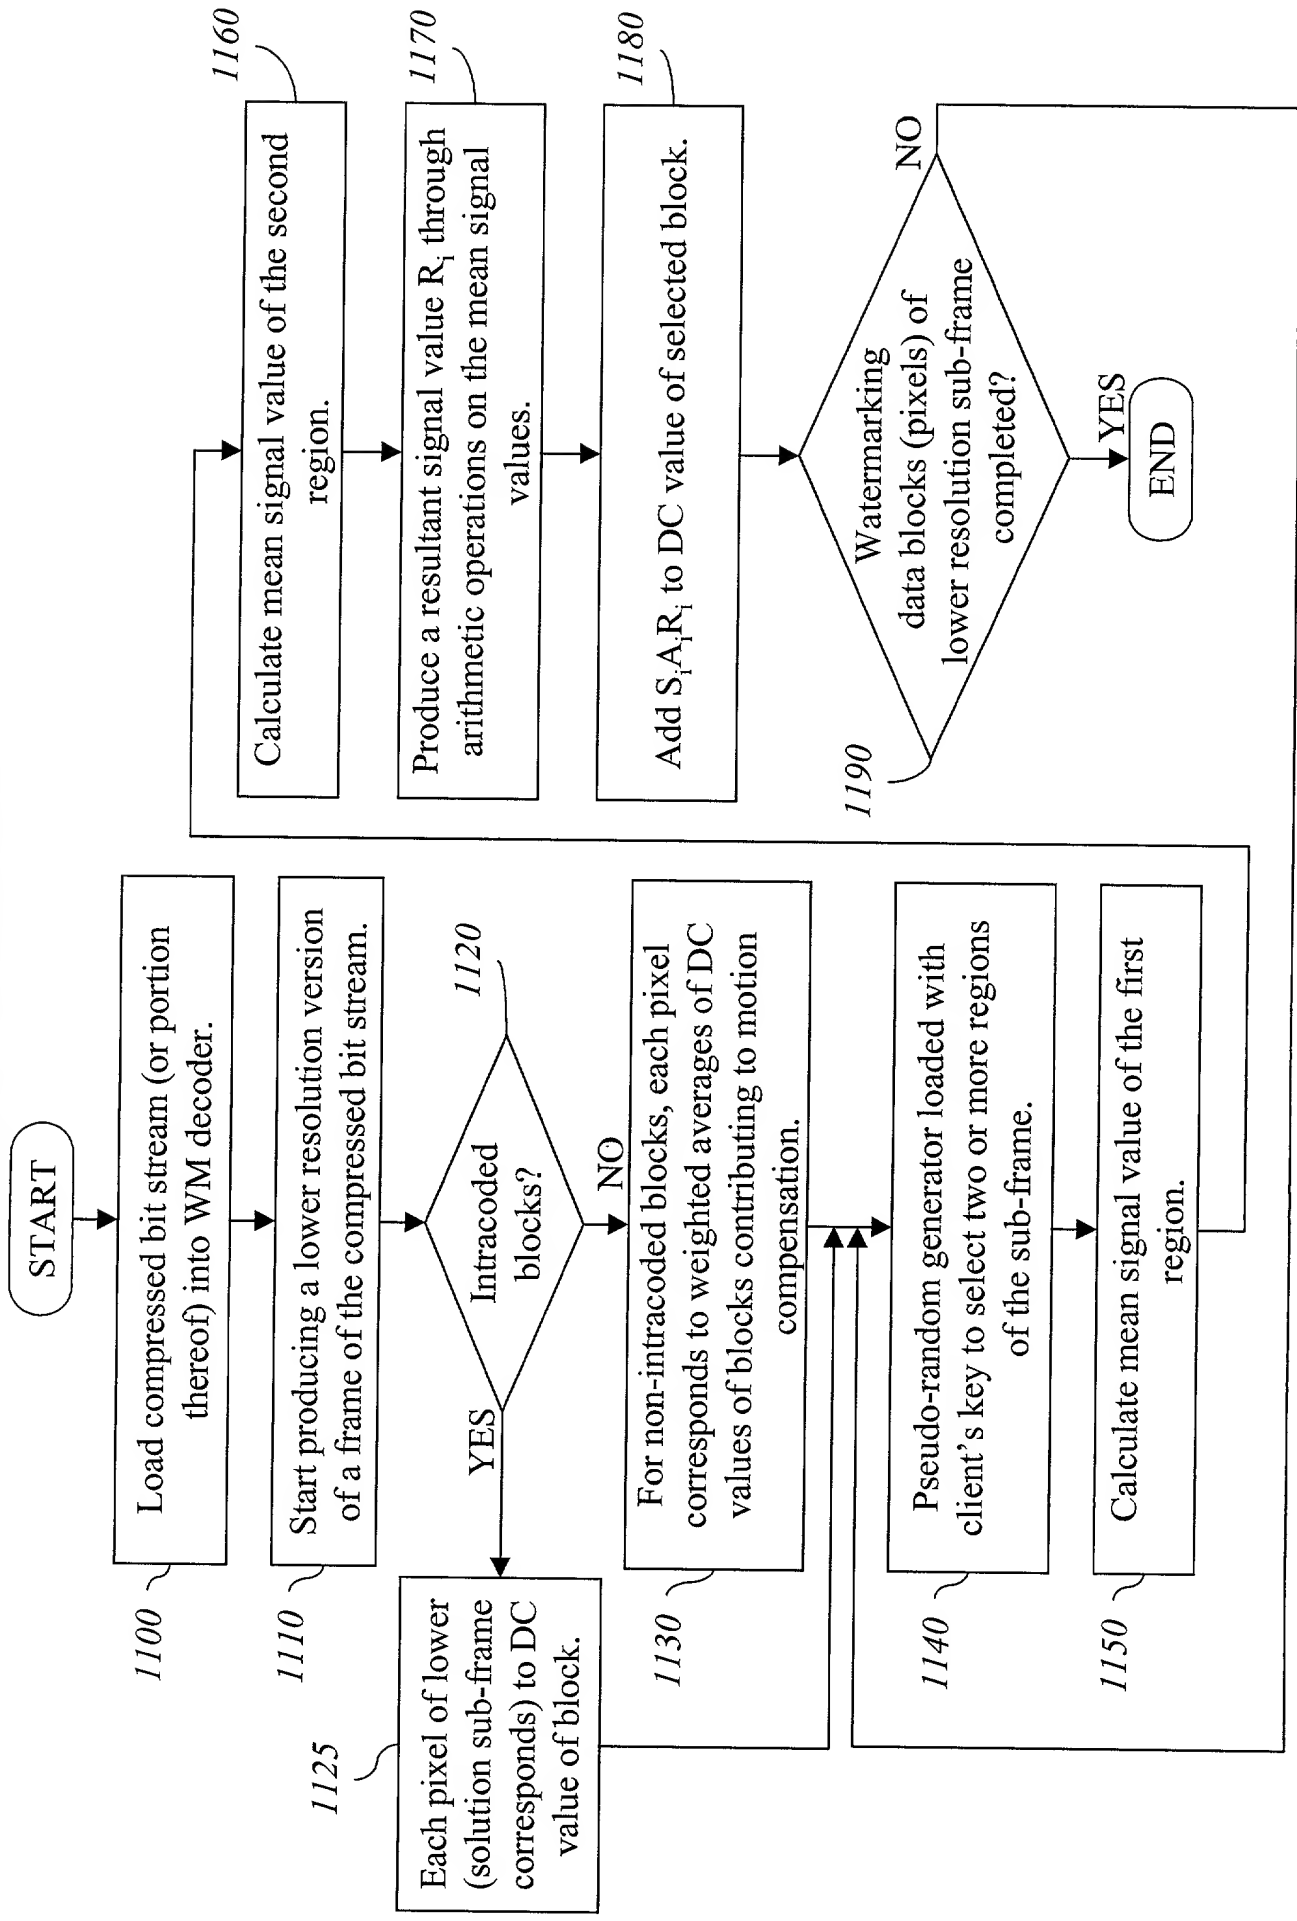 START
Load compressed bit stream (or portion
thereof) into WM decoder.
1100
Start producing a lower resolution version
of a frame of the compressed bit stream.
1110
Intracoded
blocks?
1120
YES
NO
Each pixel of lower
(solution sub-frame
corresponds) to DC
value of block.
1125
For non-intracoded blocks, each pixel
corresponds to weighted averages of DC
values of blocks contributing to motion
compensation.
1130
Pseudo-random generator loaded with
client's key to select two or more regions
of the sub-frame.
1140
Calculate mean signal value of the first
region.
1150
Calculate mean signal value of the second
region.
1160
Produce a resultant signal value Ri through
arithmetic operations on the mean signal
values.
1170
Add SiAiRi to DC value of selected block.
1180
Watermarking
data blocks (pixels) of
lower resolution sub-frame
completed?
1190
NO
YES
END